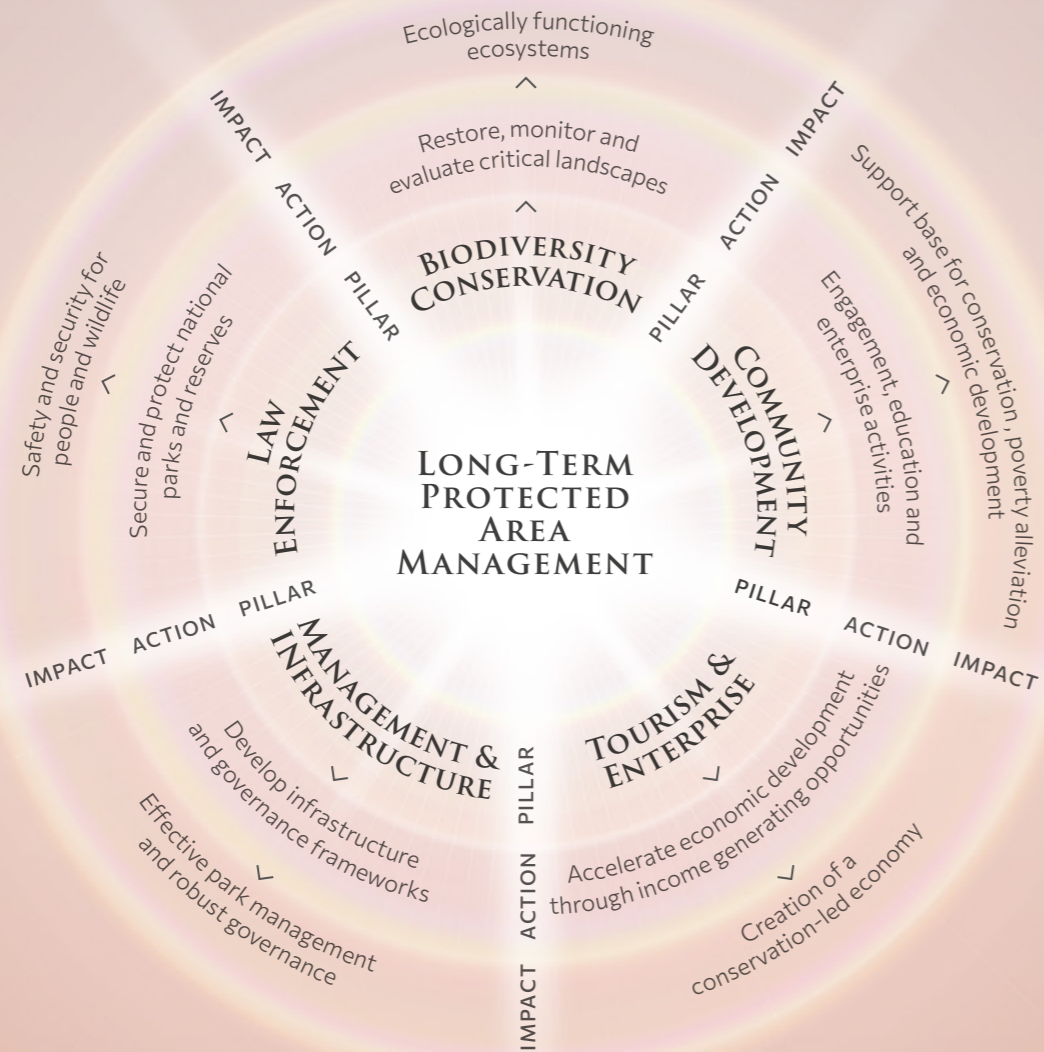 LONG-TERM
PROTECTED
AREA
MANAGEMENT
BIODIVERSITY
CONSERVATION
Restore, monitor and
evaluate critical landscapes
Ecologically functioning
ecosystems
PILLAR ACTION IMPACT
COMMUNITY
DEVELOPMENT
Engagement, education and
enterprise activities
Support base for conservation, poverty alleviation
and economic development
PILLAR ACTION IMPACT
TOURISM &
ENTERPRISE
Accelerate economic development
through income generating opportunities
Creation of a
conservation-led economy
PILLAR ACTION IMPACT
MANAGEMENT &
INFRASTRUCTURE
Develop infrastructure
and governance frameworks
Effective park management
and robust governance
IMPACT ACTION PILLAR
LAW
ENFORCEMENT
Secure and protect national
parks and reserves
Safety and security for
people and wildlife
IMPACT ACTION PILLAR